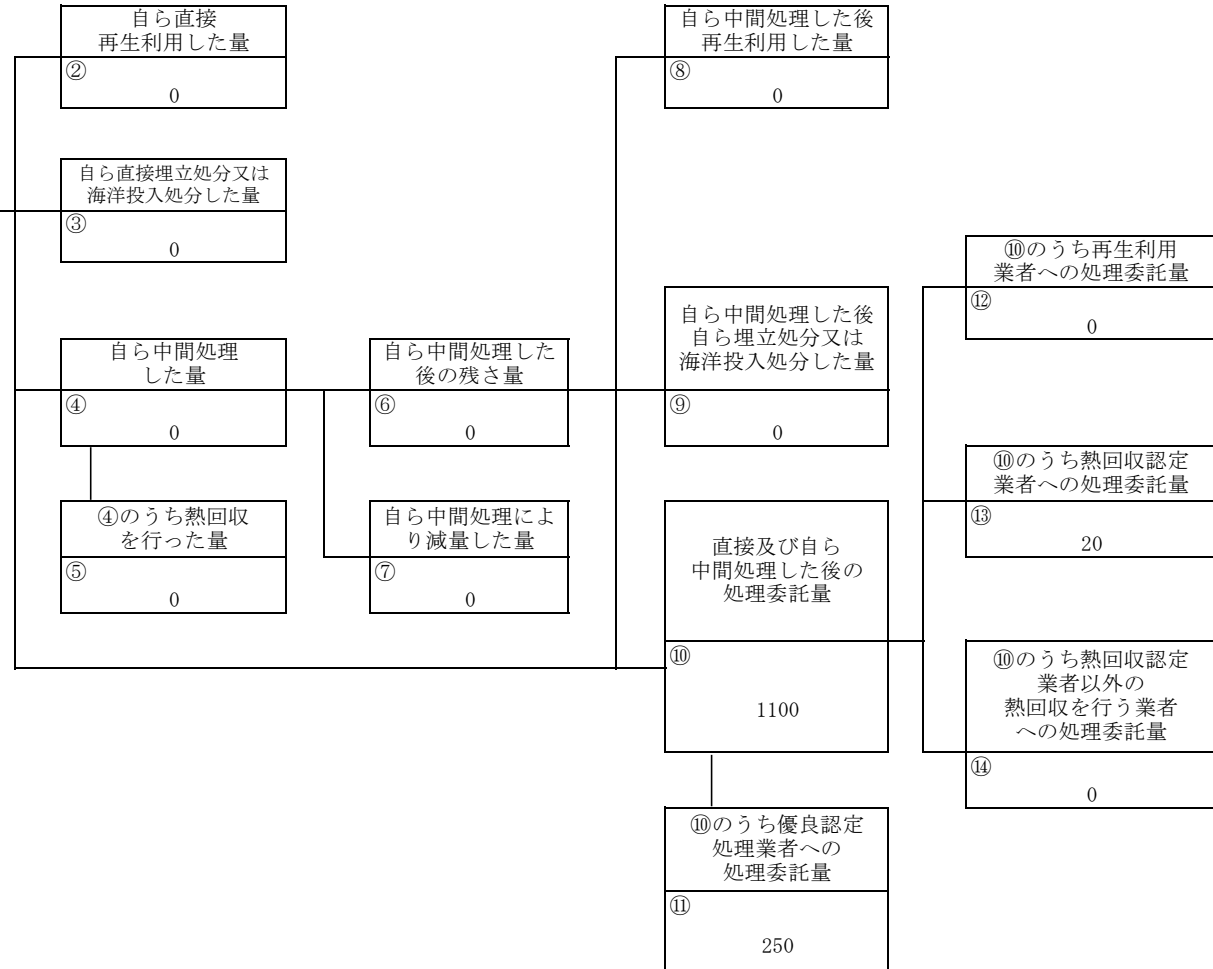 自ら直接
再生利用した量
②
0
自ら直接埋立処分又は
海洋投入処分した量
③
0
自ら中間処理
した量
④
0
④のうち熱回収
を行った量
⑤
0
自ら中間処理した
後の残さ量
⑥
0
自ら中間処理によ
り減量した量
⑦
0
自ら中間処理した後
再生利用した量
⑧
0
自ら中間処理した後
自ら埋立処分又は
海洋投入処分した量
⑨
0
直接及び自ら
中間処理した後の
処理委託量
⑩
1100
⑩のうち優良認定
処理業者への
処理委託量
⑪
250
⑩のうち再生利用
業者への処理委託量
⑫
0
⑩のうち熱回収認定
業者への処理委託量
⑬
20
⑩のうち熱回収認定
業者以外の
熱回収を行う業者
への処理委託量
⑭
0